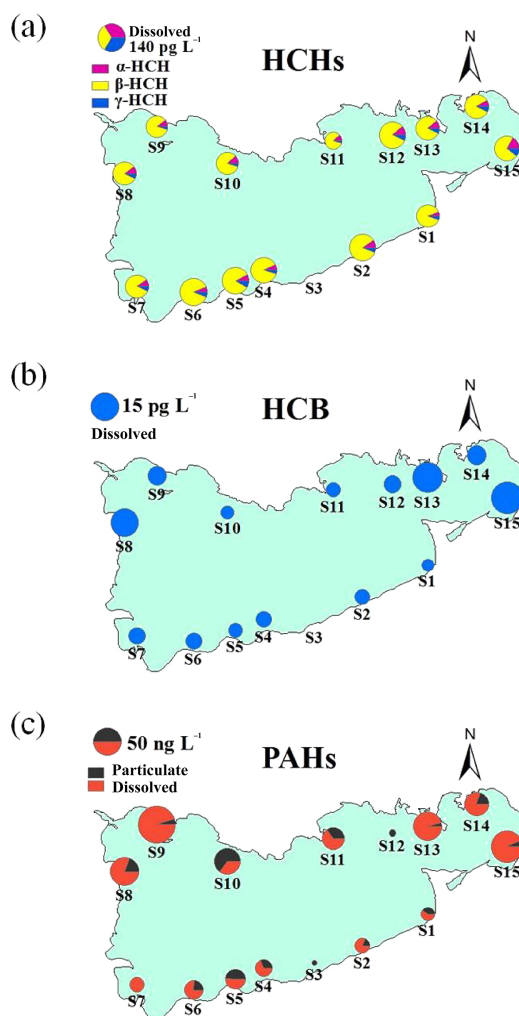 (a)
Dissolved
140 pg L⁻¹
α-HCH
β-HCH
γ-HCH
HCHs
N
S9
S10
S11
S12
S13
S14
S15
S8
S1
S2
S3
S4
S5
S6
S7
(b)
15 pg L⁻¹
Dissolved
HCB
N
S9
S10
S11
S12
S13
S14
S15
S8
S1
S2
S3
S4
S5
S6
S7
(c)
50 ng L⁻¹
Particulate
Dissolved
PAHs
N
S9
S10
S11
S12
S13
S14
S15
S8
S1
S2
S3
S4
S5
S6
S7